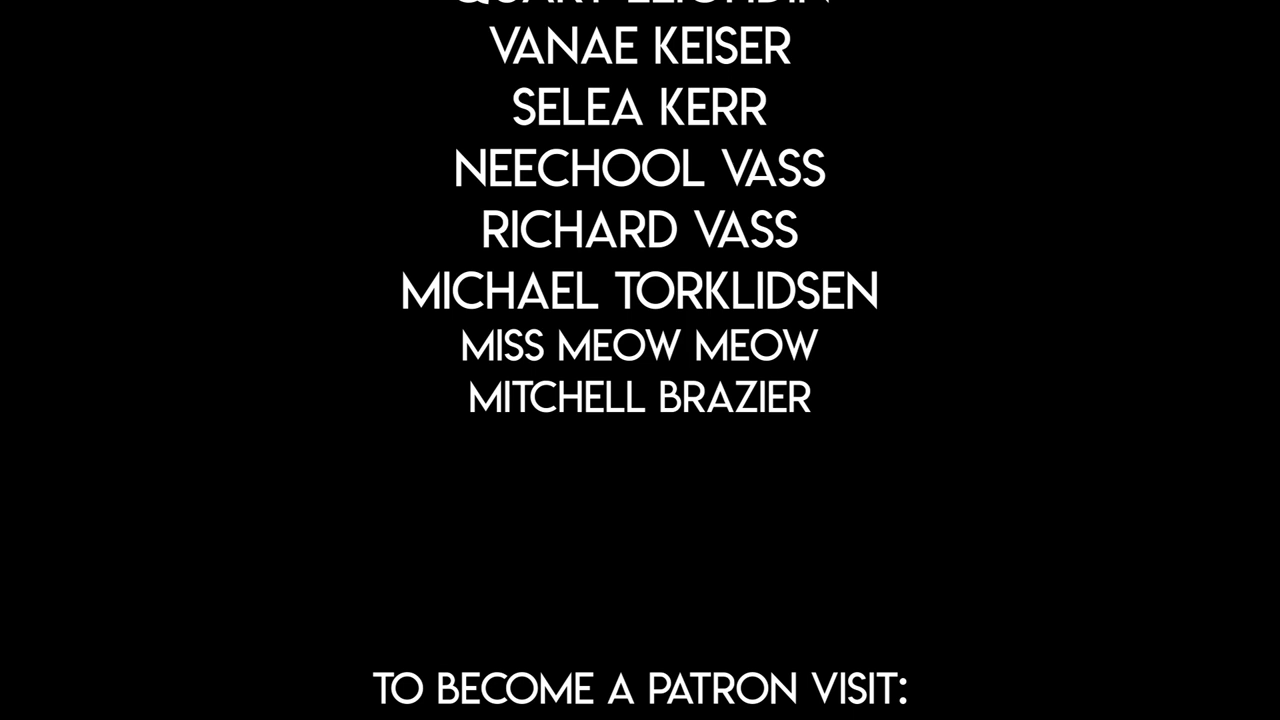 VANAE KEISER
SELEA KERR
NEECHOOL VASS
RICHARD VASS
MICHAEL TORKLIDSEN
MISS MEOW MEOW
MITCHELL BRAZIER
TO BECOME A PATRON VISIT: